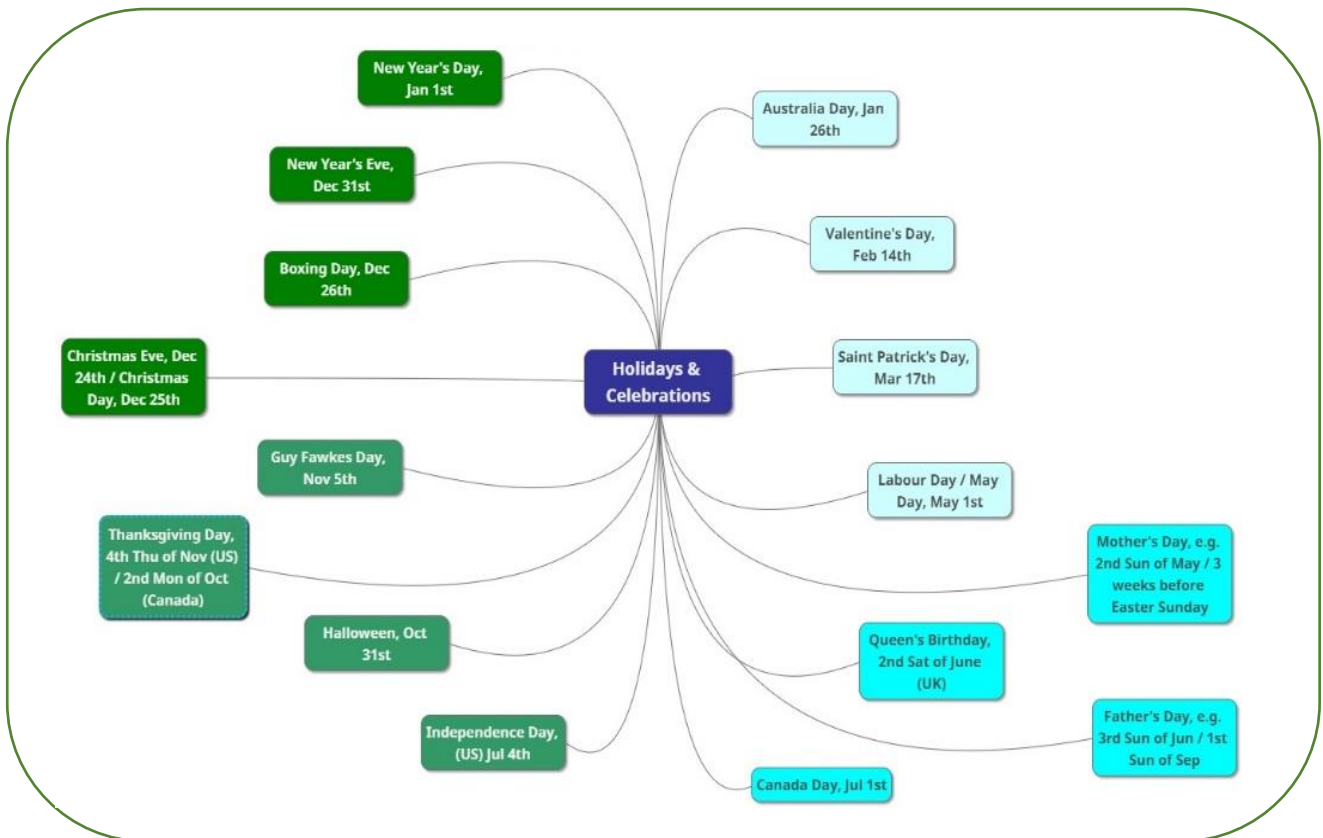 Holidays &
Celebrations
Australia Day, Jan
26th
Valentine's Day,
Feb 14th
Saint Patrick's Day,
Mar 17th
Labour Day / May
Day, May 1st
Mother's Day, e.g.
2nd Sun of May / 3
weeks before
Easter Sunday
Queen's Birthday,
2nd Sat of June
(UK)
Father's Day, e.g.
3rd Sun of Jun / 1st
Sun of Sep
Canada Day, Jul 1st
Independence Day,
(US) Jul 4th
Halloween, Oct
31st
Thanksgiving Day,
4th Thu of Nov (US)
/ 2nd Mon of Oct
(Canada)
Guy Fawkes Day,
Nov 5th
Christmas Eve, Dec
24th / Christmas
Day, Dec 25th
Boxing Day, Dec
26th
New Year's Eve,
Dec 31st
New Year's Day,
Jan 1st